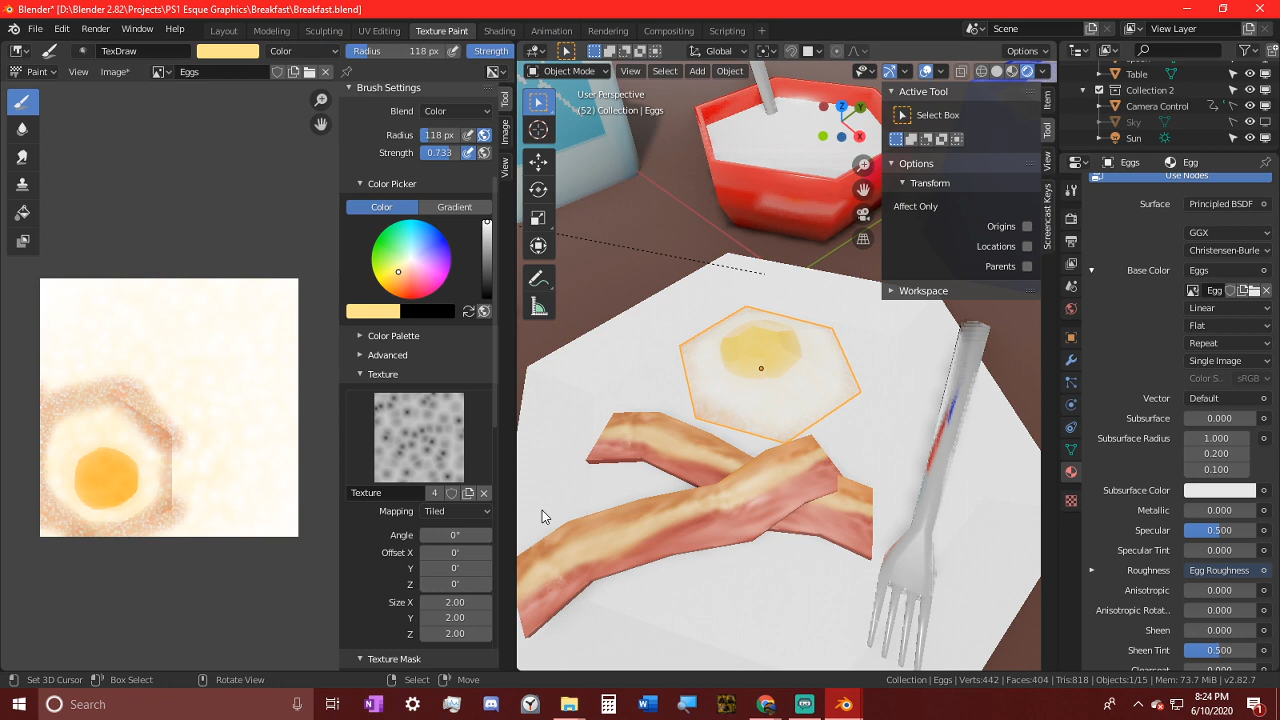 Blender* [D:\Blender 2.82\Projects\PS1 Esque Graphics\Breakfast\Breakfast.blend]
File Edit Render Window Help Layout Modeling Sculpting UV Editing Texture Paint Shading Animation Rendering Compositing Scripting + Scene View Layer
TexDraw Color Radius 118 px Strength Global Options
Paint View Image* Eggs Object Mode View Select Add Object
Brush Settings
Blend Color
Radius 118 px
Strength 0.733
Color Picker
Color Gradient
Color Palette
Advanced
Texture
Texture 4
Mapping Tiled
Angle 0°
Offset X 0'
Y 0'
Z 0'
Size X 2.00
Y 2.00
Z 2.00
Texture Mask
Tool
Image
View
User Perspective
(52) Collection | Eggs
Z
Y
X
Active Tool
Select Box
Options
Transform
Affect Only
Origins
Locations
Parents
Workspace
Item
Tool
View
Screencast Keys
Table
Collection 2
Camera Control
Sky
Sun
Eggs Egg
Use Nodes
Surface Principled BSDF
GGX
Christensen-Burle
Base Color Eggs
Egg
Linear
Flat
Repeat
Single Image
Color S.. sRGB
Vector Default
Subsurface 0.000
Subsurface Radius 1.000
0.200
0.100
Subsurface Color
Metallic 0.000
Specular 0.500
Specular Tint 0.000
Roughness Egg Roughness
Anisotropic 0.000
Anisotropic Rotat.. 0.000
Sheen 0.000
Sheen Tint 0.500
Set 3D Cursor Box Select Rotate View Select Move Collection | Eggs | Verts:442 | Faces:404 | Tris:818 | Objects:1/15 | Mem: 73.7 MiB | v2.82.7
Search
8:24 PM
6/10/2020